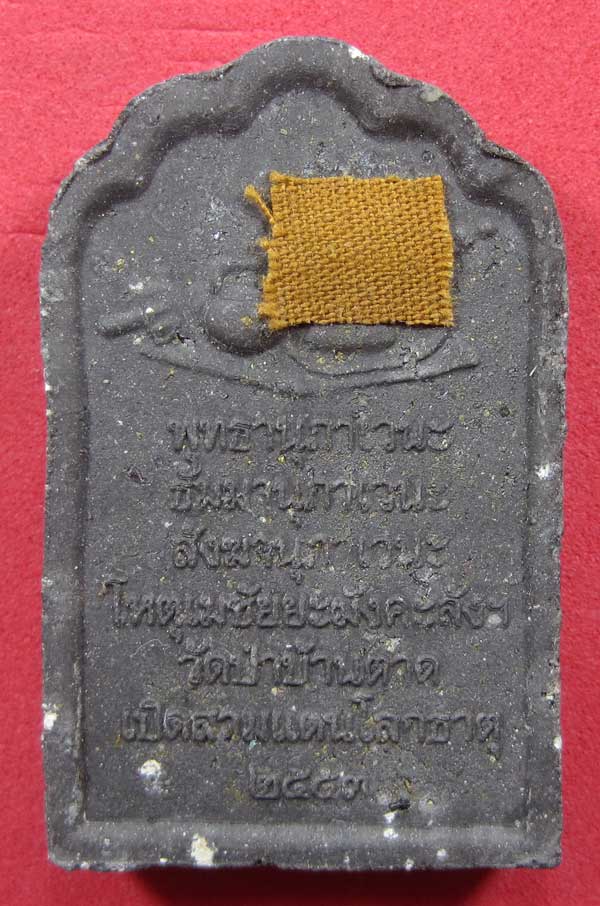 พุทธานุภาเวนะ
ธัมมานุภาเวนะ
สังฆานุภาเวนะ
โหตุเมชัยยะมังคะลังฯ
วัดป่าบ้านตาด
เปิดสามแดนโลกธาตุ
๒๕๔๓